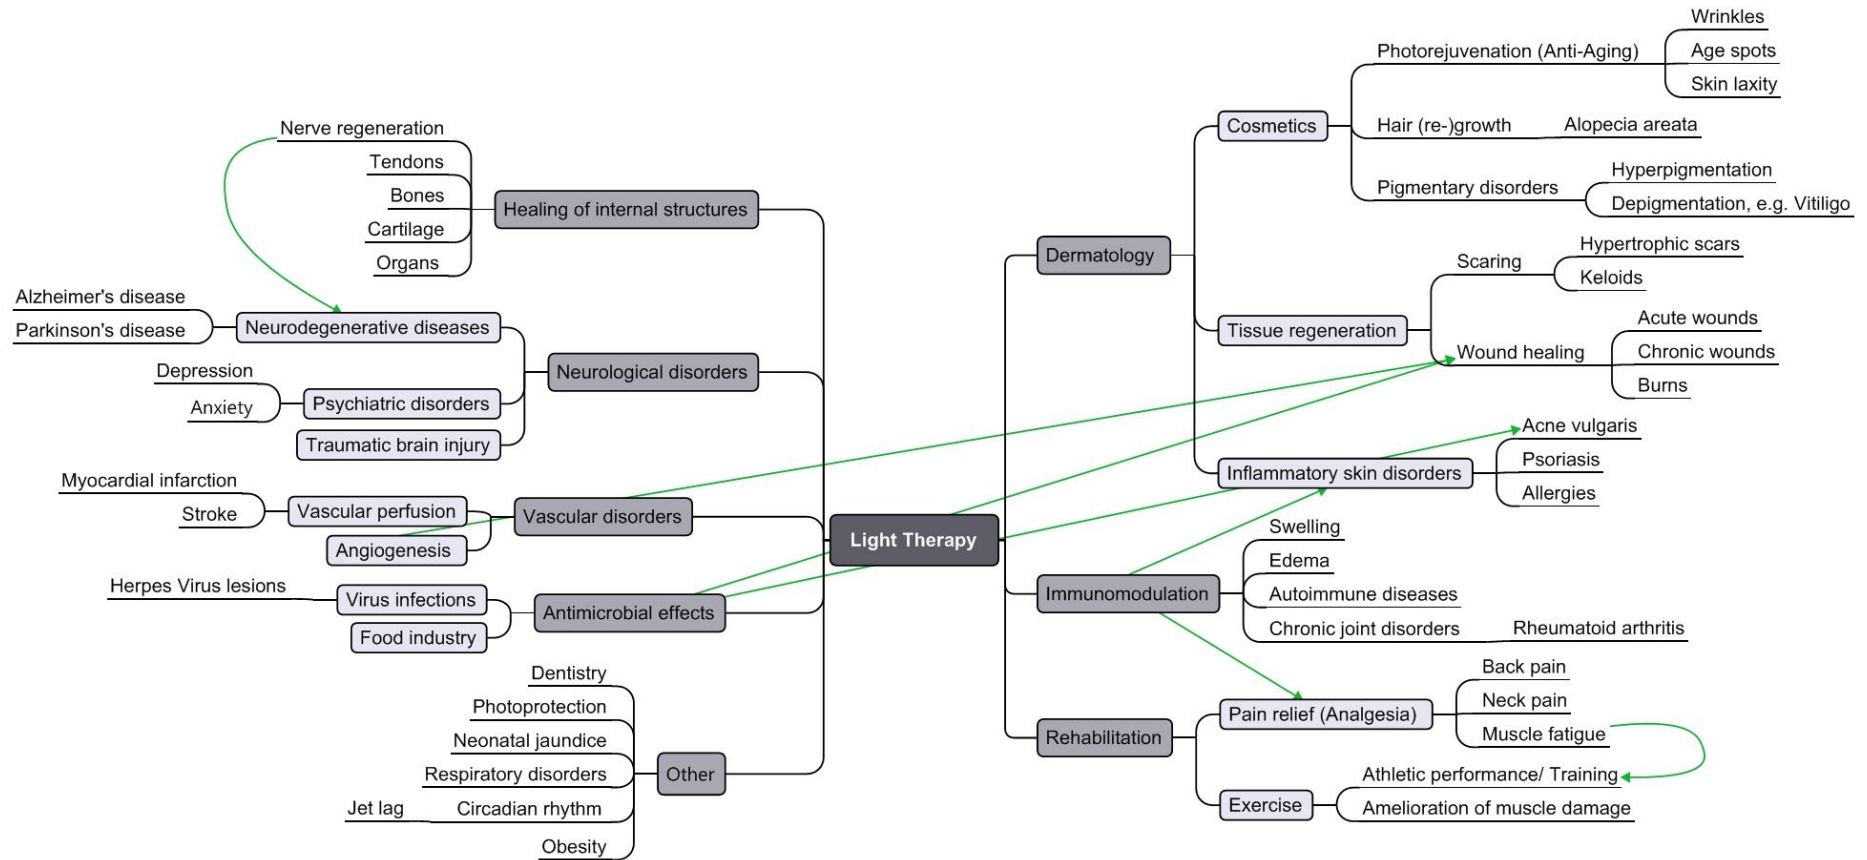 Light Therapy
Healing of internal structures
Nerve regeneration
Tendons
Bones
Cartilage
Organs
Neurological disorders
Neurodegenerative diseases
Alzheimer's disease
Parkinson's disease
Psychiatric disorders
Depression
Anxiety
Traumatic brain injury
Vascular disorders
Vascular perfusion
Myocardial infarction
Stroke
Angiogenesis
Antimicrobial effects
Virus infections
Herpes Virus lesions
Food industry
Other
Dentistry
Photoprotection
Neonatal jaundice
Respiratory disorders
Circadian rhythm
Jet lag
Obesity
Dermatology
Cosmetics
Photorejuvenation (Anti-Aging)
Wrinkles
Age spots
Skin laxity
Hair (re-)growth
Alopecia areata
Pigmentary disorders
Hyperpigmentation
Depigmentation, e.g. Vitiligo
Tissue regeneration
Scaring
Hypertrophic scars
Keloids
Wound healing
Acute wounds
Chronic wounds
Burns
Inflammatory skin disorders
Acne vulgaris
Psoriasis
Allergies
Immunomodulation
Swelling
Edema
Autoimmune diseases
Chronic joint disorders
Rheumatoid arthritis
Rehabilitation
Pain relief (Analgesia)
Back pain
Neck pain
Muscle fatigue
Exercise
Athletic performance/ Training
Amelioration of muscle damage